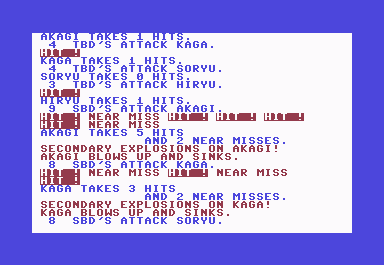 AKAGI TAKES 1 HITS.
4 TBD'S ATTACK KAGA.
HIT!
KAGA TAKES 1 HITS.
4 TBD'S ATTACK SORYU.
SORYU TAKES 0 HITS.
3 TBD'S ATTACK HIRYU.
HIT!
HIRYU TAKES 1 HITS.
9 SBD'S ATTACK AKAGI.
HIT! NEAR MISS HIT! HIT! HIT!
HIT! NEAR MISS
AKAGI TAKES 5 HITS
AND 2 NEAR MISSES.
SECONDARY EXPLOSIONS ON AKAGI!
AKAGI BLOWS UP AND SINKS.
8 SBD'S ATTACK KAGA.
HIT! NEAR MISS HIT! NEAR MISS
HIT!
KAGA TAKES 3 HITS
AND 2 NEAR MISSES.
SECONDARY EXPLOSIONS ON KAGA!
KAGA BLOWS UP AND SINKS.
8 SBD'S ATTACK SORYU.